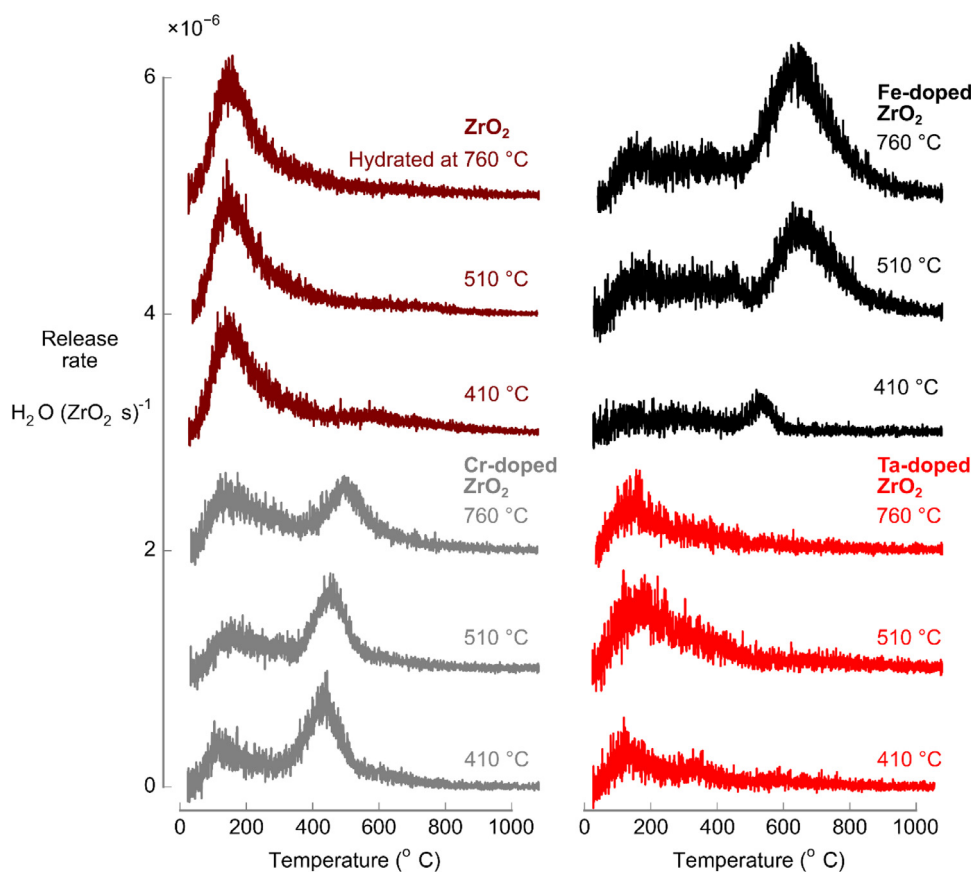 ×10⁻⁶
6
4
2
0
Release
rate
H₂O (ZrO₂ s)⁻¹
ZrO₂
Hydrated at 760 °C
510 °C
410 °C
Cr-doped
ZrO₂
760 °C
510 °C
410 °C
0 200 400 600 800 1000
Temperature (° C)
Fe-doped
ZrO₂
760 °C
510 °C
410 °C
Ta-doped
ZrO₂
760 °C
510 °C
410 °C
0 200 400 600 800 1000
Temperature (° C)